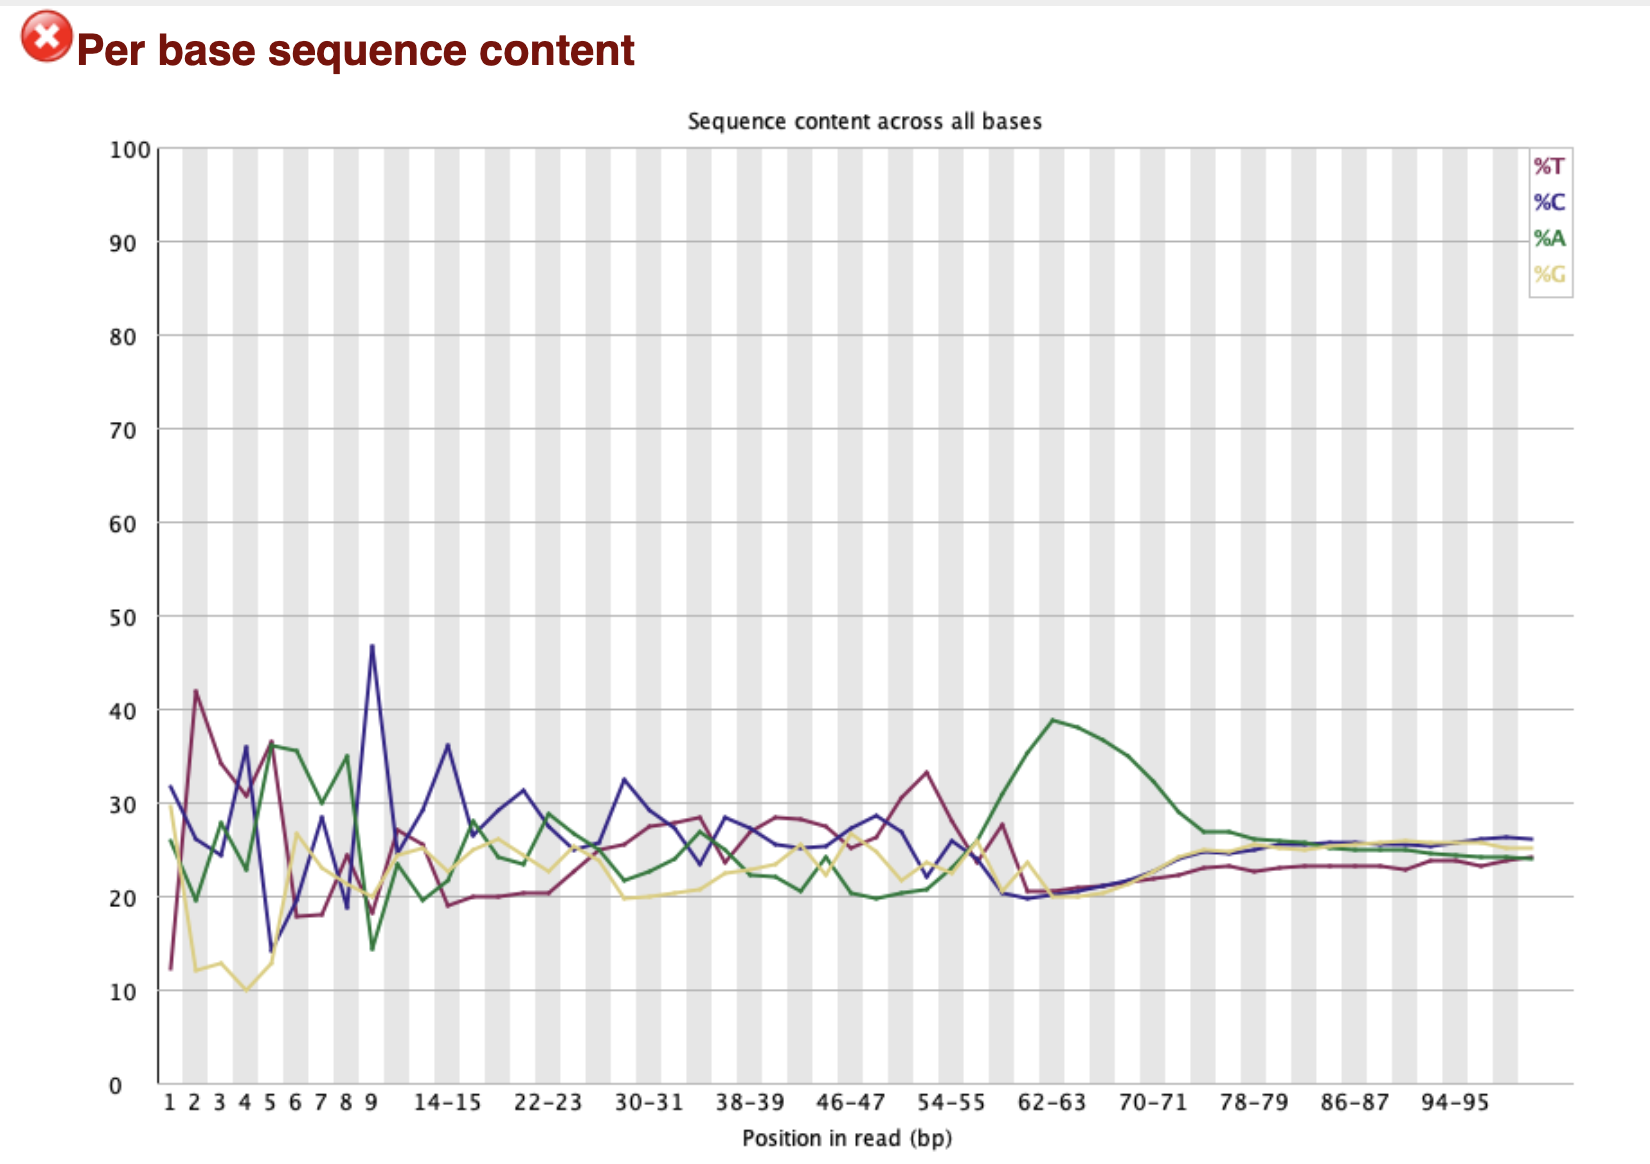 Per base sequence content
Sequence content across all bases
%T
%C
%A
%G
100
90
80
70
60
50
40
30
20
10
0
1 2 3 4 5 6 7 8 9 14-15 22-23 30-31 38-39 46-47 54-55 62-63 70-71 78-79 86-87 94-95
Position in read (bp)